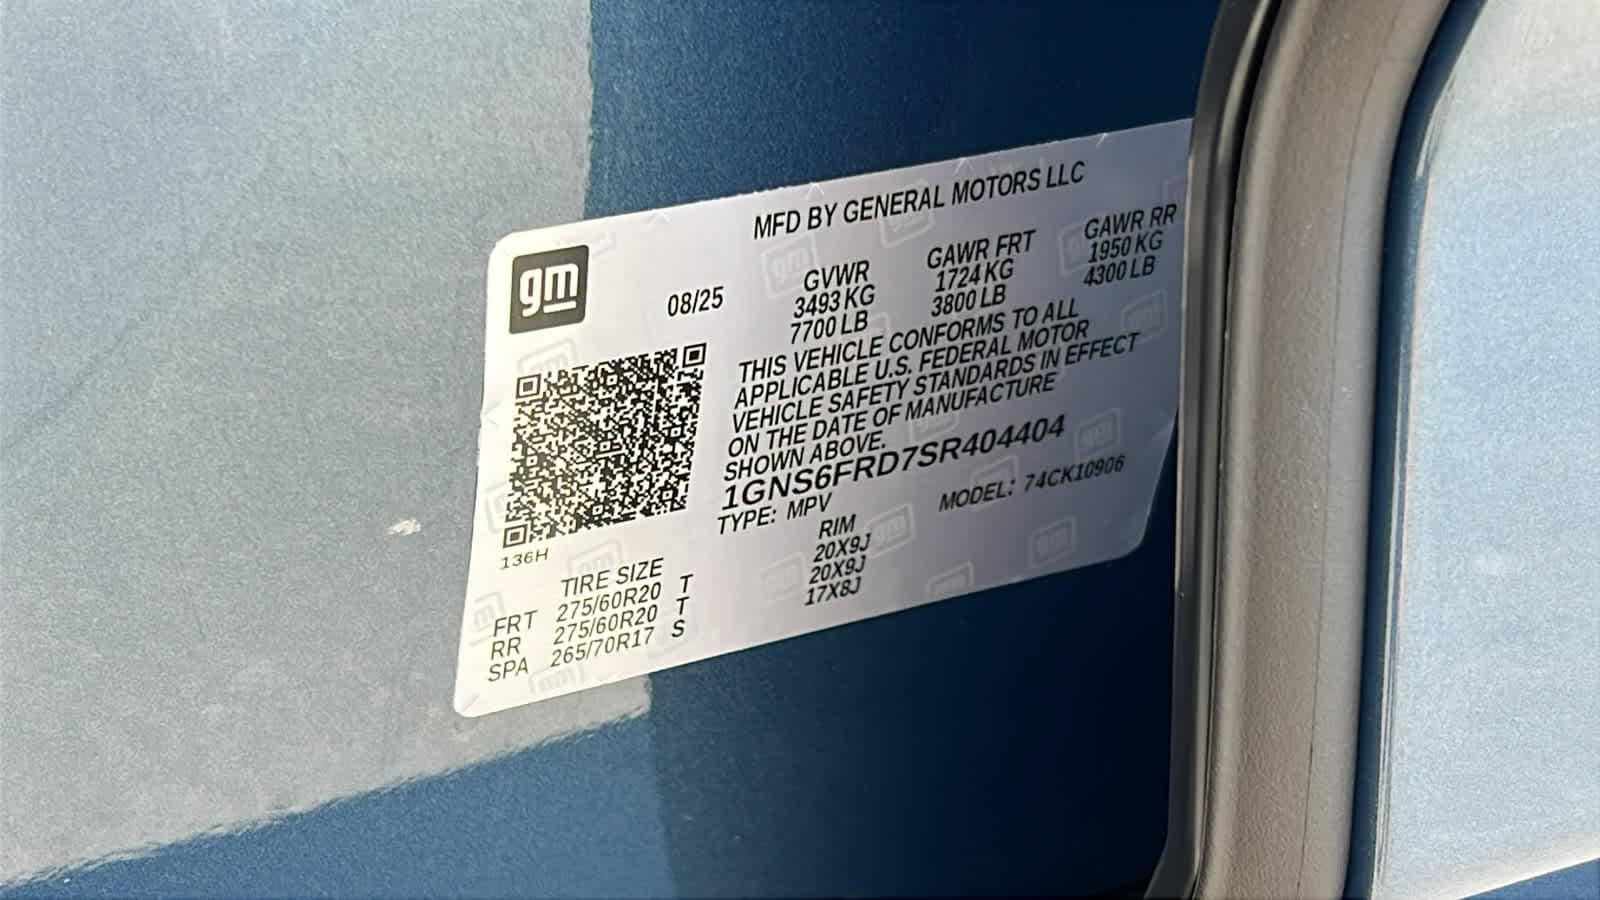 MFD BY GENERAL MOTORS LLC
gm
08/25
GVWR
3493 KG
7700 LB
GAWR FRT
1724 KG
3800 LB
GAWR RR
1950 KG
4300 LB
THIS VEHICLE CONFORMS TO ALL
APPLICABLE U.S. FEDERAL MOTOR
VEHICLE SAFETY STANDARDS IN EFFECT
ON THE DATE OF MANUFACTURE
SHOWN ABOVE.
1GNS6FRD7SR404404
TYPE: MPV
MODEL: 74CK10906
136H
TIRE SIZE
RIM
FRT 275/60R20 T 20X9J
RR 275/60R20 T 20X9J
SPA 265/70R17 S 17X8J